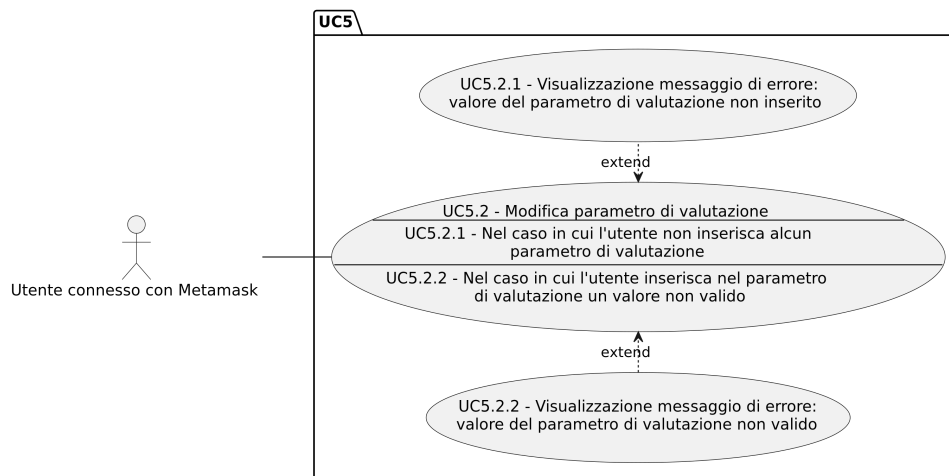 UC5
UC5.2.1 - Visualizzazione messaggio di errore:
valore del parametro di valutazione non inserito
extend
UC5.2 - Modifica parametro di valutazione
UC5.2.1 - Nel caso in cui l'utente non inserisca alcun
parametro di valutazione
UC5.2.2 - Nel caso in cui l'utente inserisca nel parametro
di valutazione un valore non valido
Utente connesso con Metamask
extend
UC5.2.2 - Visualizzazione messaggio di errore:
valore del parametro di valutazione non valido